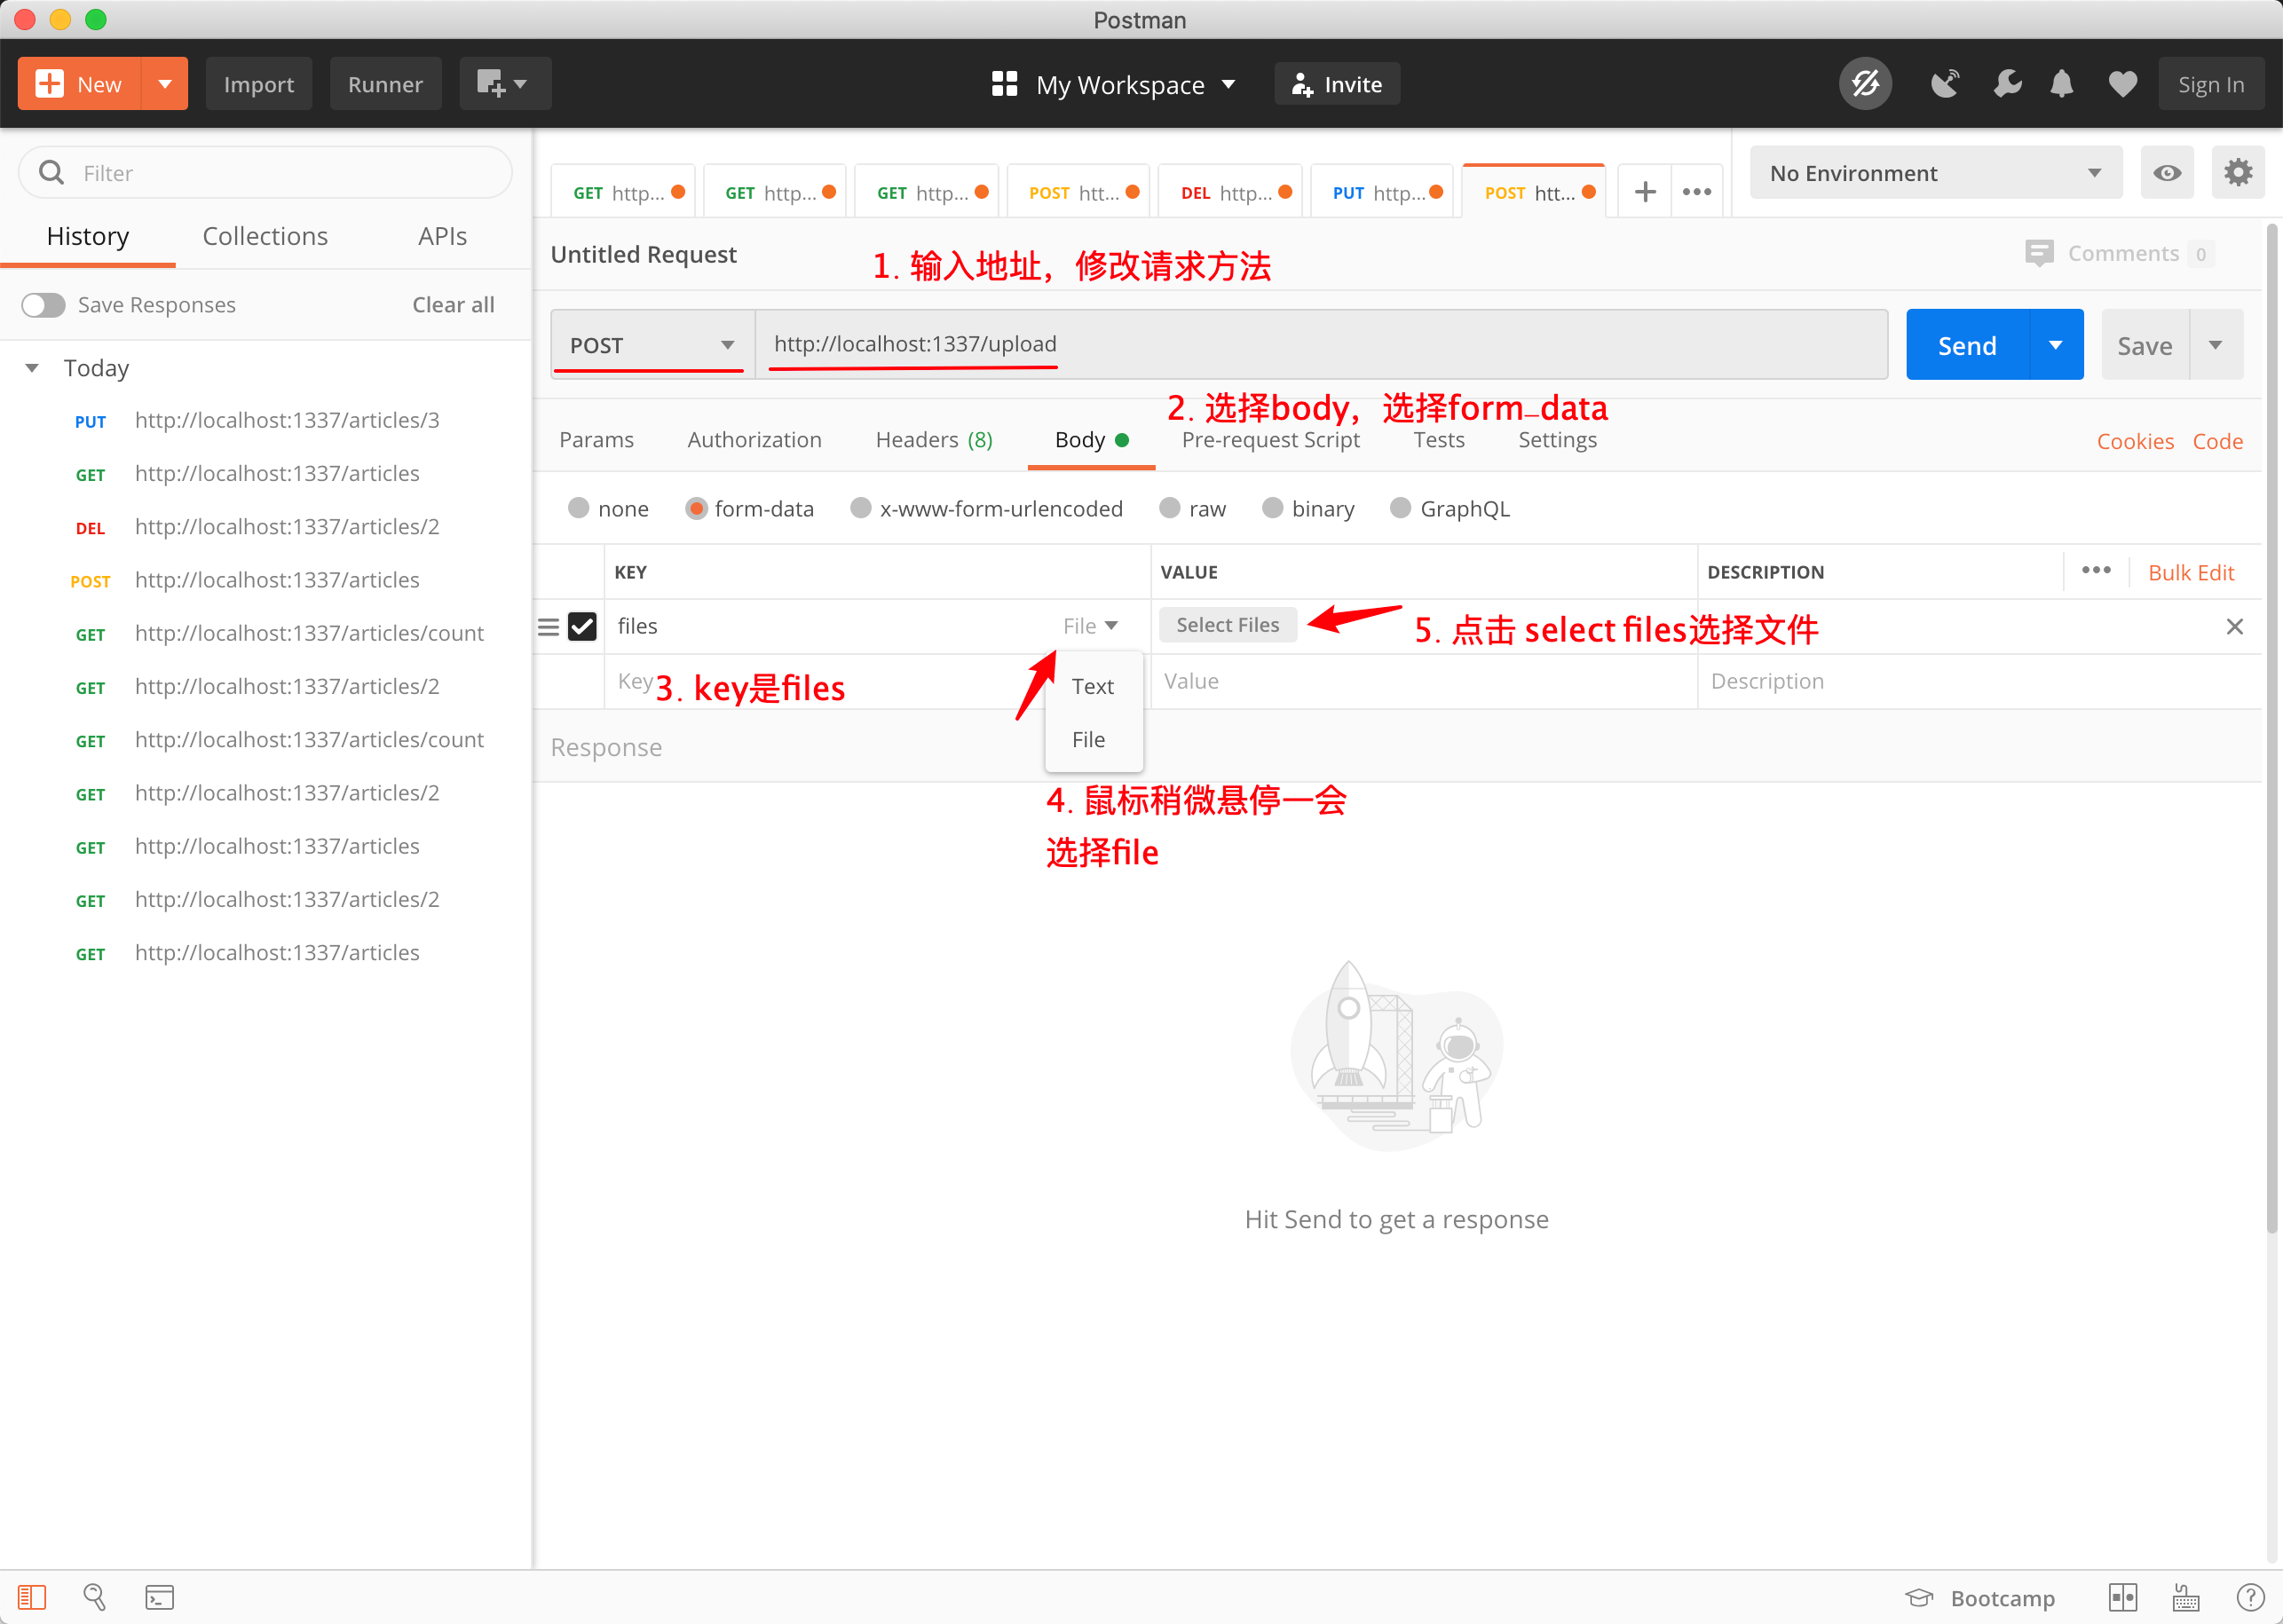 Postman
New
Import
Runner
My Workspace
Invite
Sign In
Filter
History Collections APIs
Save Responses Clear all
Today
PUT http://localhost:1337/articles/3
GET http://localhost:1337/articles
DEL http://localhost:1337/articles/2
POST http://localhost:1337/articles
GET http://localhost:1337/articles/count
GET http://localhost:1337/articles/2
GET http://localhost:1337/articles/count
GET http://localhost:1337/articles/2
GET http://localhost:1337/articles
GET http://localhost:1337/articles/2
GET http://localhost:1337/articles
GET http... GET http... GET http... POST htt... DEL http... PUT http... POST htt...
No Environment
Untitled Request
1. 输入地址，修改请求方法
Comments 0
POST http://localhost:1337/upload
Send
Save
2. 选择body，选择form_data
Params Authorization Headers (8) Body Pre-request Script Tests Settings
Cookies Code
none form-data x-www-form-urlencoded raw binary GraphQL
KEY VALUE DESCRIPTION Bulk Edit
files File Select Files
5. 点击 select files选择文件
Key Value Description
3. key是files
Text
File
Response
4. 鼠标稍微悬停一会
选择file
Hit Send to get a response
Bootcamp